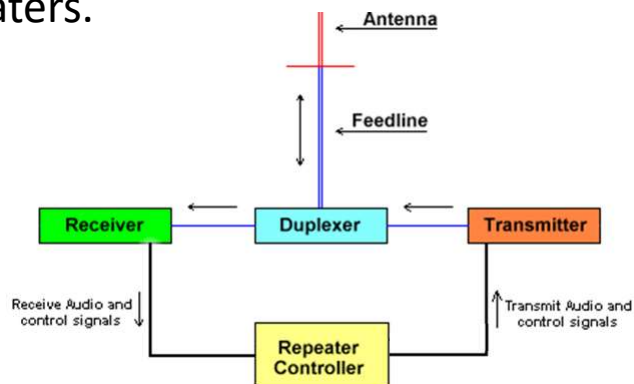 aters.
Antenna
Feedline
Receiver
Duplexer
Transmitter
Receive Audio and
control signals
Transmit Audio and
control signals
Repeater
Controller